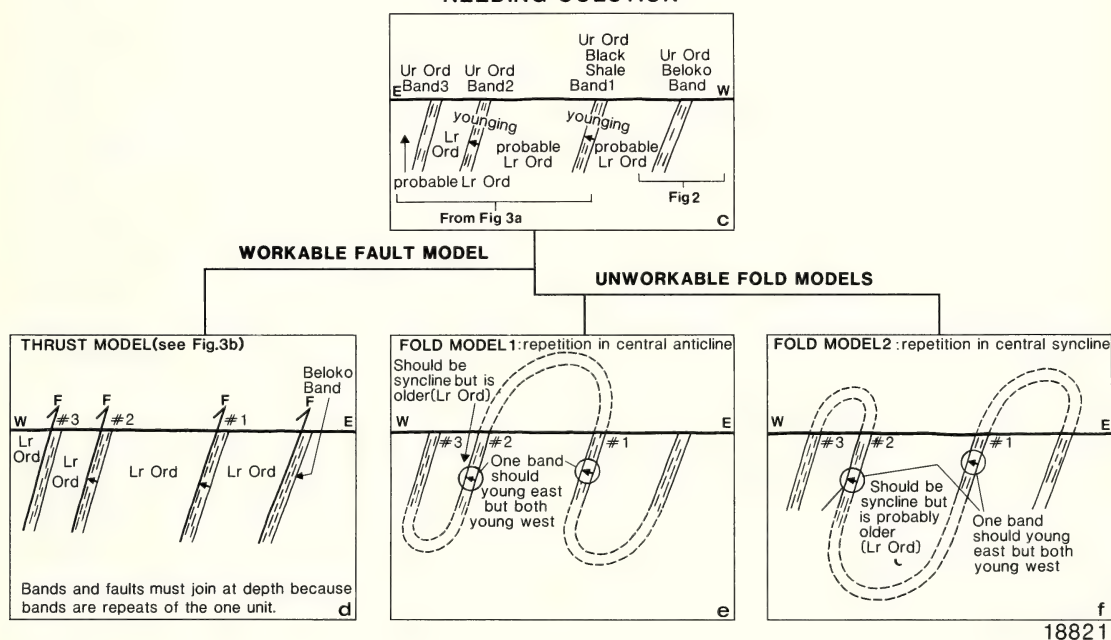 NEEDING SOLUTION
Ur Ord
Band3
Ur Ord
Band2
Ur Ord
Black
Shale
Band1
Ur Ord
Beloko
Band
E
W
younging
younging
Lr
Ord
probable
Lr Ord
probable
Lr Ord
probable Lr Ord
From Fig 3a
Fig 2
c
WORKABLE FAULT MODEL
UNWORKABLE FOLD MODELS
THRUST MODEL(see Fig.3b)
Beloko
Band
F
F
F
F
W
#3
#2
#1
E
Lr
Ord
Lr
Ord
Lr Ord
Lr Ord
Bands and faults must join at depth because
bands are repeats of the one unit.
d
FOLD MODEL 1:repetition in central anticline
Should be
syncline but is
older(Lr Ord)
W
E
#3
#2
#1
One band
should
young east
but both
young west
e
FOLD MODEL2 :repetition in central syncline
W
E
#3
#2
#1
Should be
syncline but
is probably
older
(Lr Ord)
One band
should young
east but both
young west
f
18821